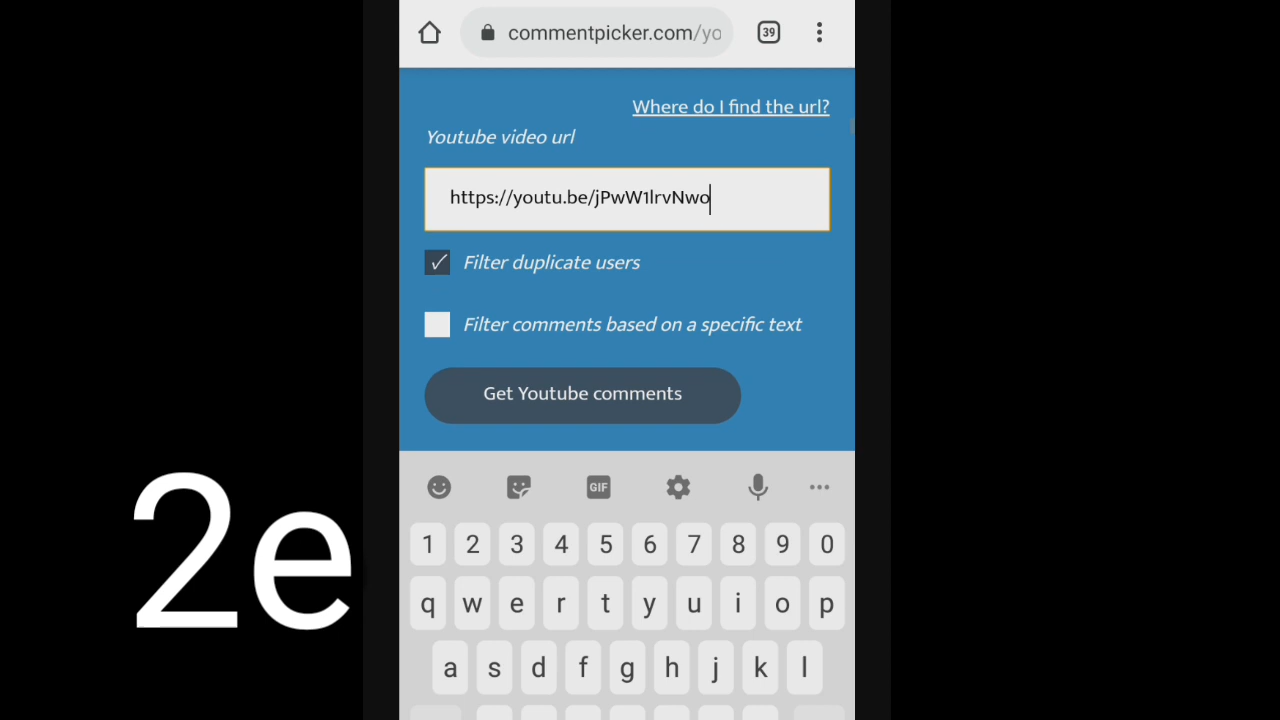 commentpicker.com/yo
39
Where do I find the url?
Youtube video url
https://youtu.be/jPwW1lrvNwo
✓ Filter duplicate users
Filter comments based on a specific text
Get Youtube comments
GIF
1 2 3 4 5 6 7 8 9 0
q w e r t y u i o p
a s d f g h j k l
2e